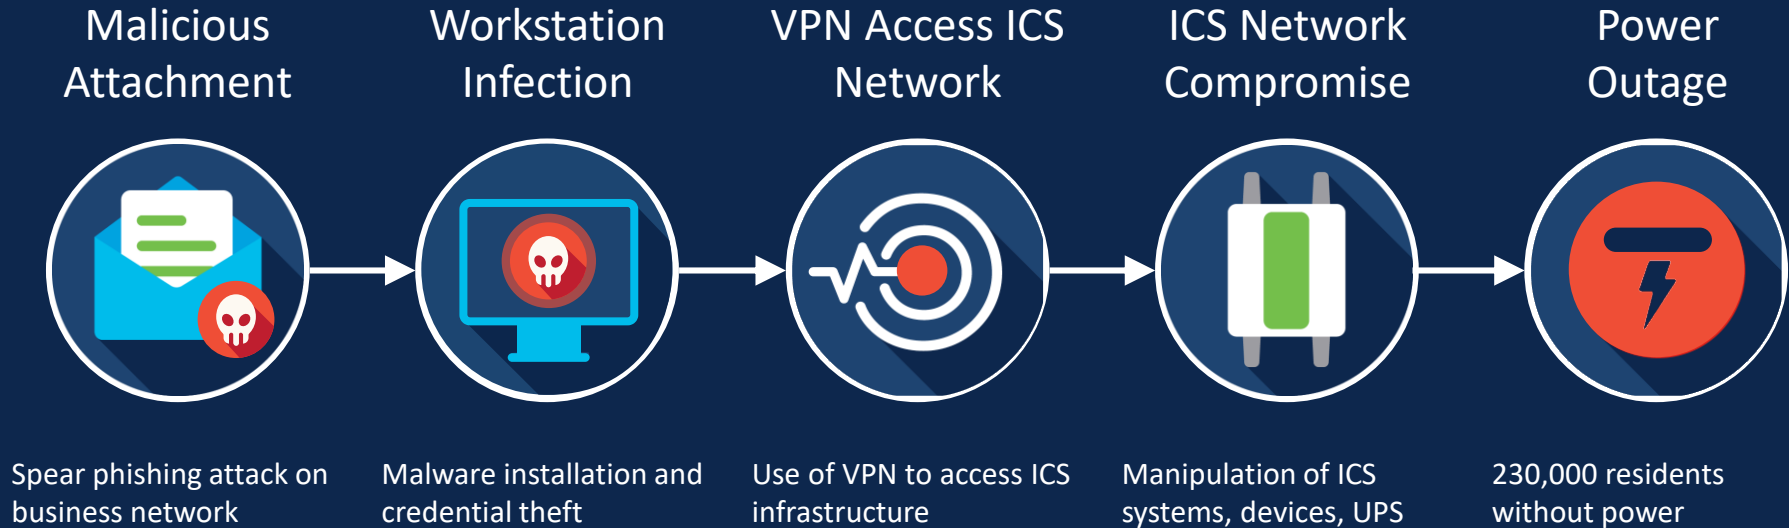 Malicious
Attachment
Workstation
Infection
VPN Access ICS
Network
ICS Network
Compromise
Power
Outage
Spear phishing attack on
business network
Malware installation and
credential theft
Use of VPN to access ICS
infrastructure
Manipulation of ICS
systems, devices, UPS
230,000 residents
without power